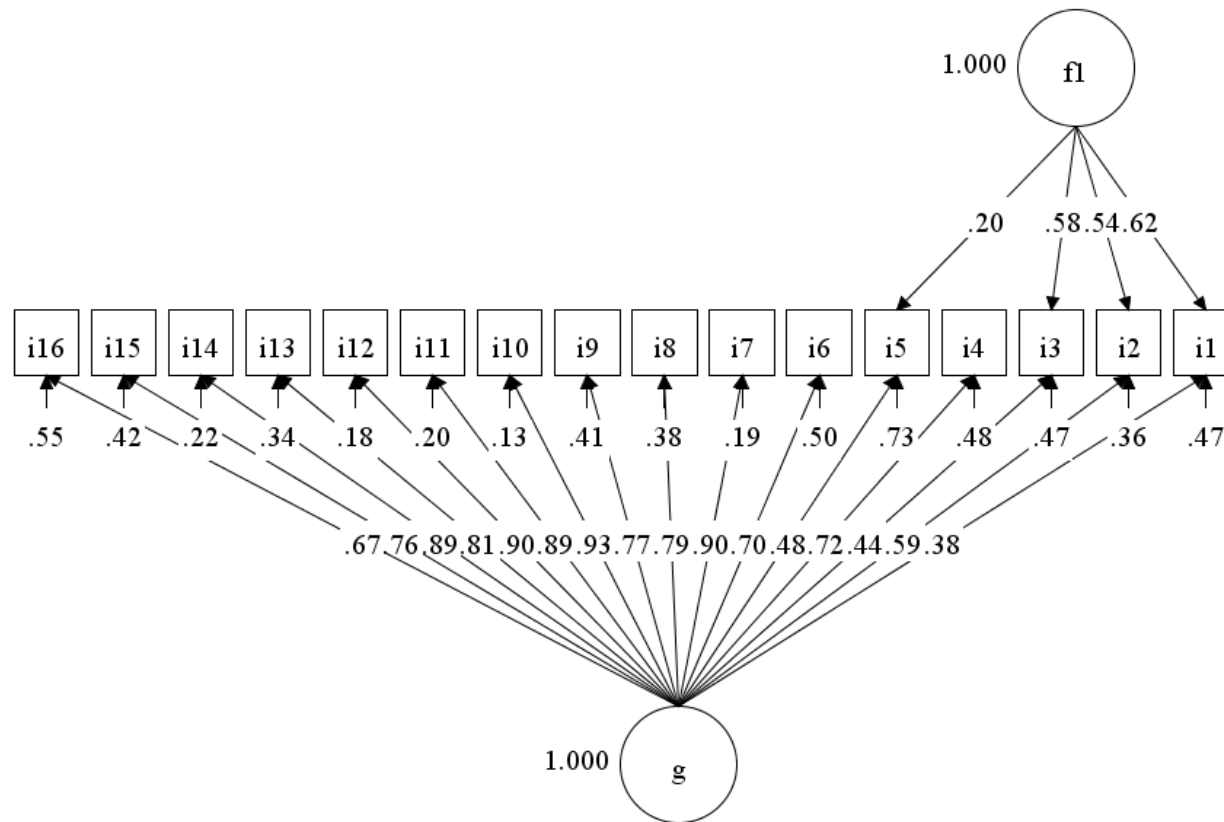 1.000 f1
.20 .58 .54 .62
i16 i15 i14 i13 i12 i11 i10 i9 i8 i7 i6 i5 i4 i3 i2 i1
.55 .42 .22 .34 .18 .20 .13 .41 .38 .19 .50 .73 .48 .47 .36 .47
.67 .76 .89 .81 .90 .89 .93 .77 .79 .90 .70 .48 .72 .44 .59 .38
1.000 g